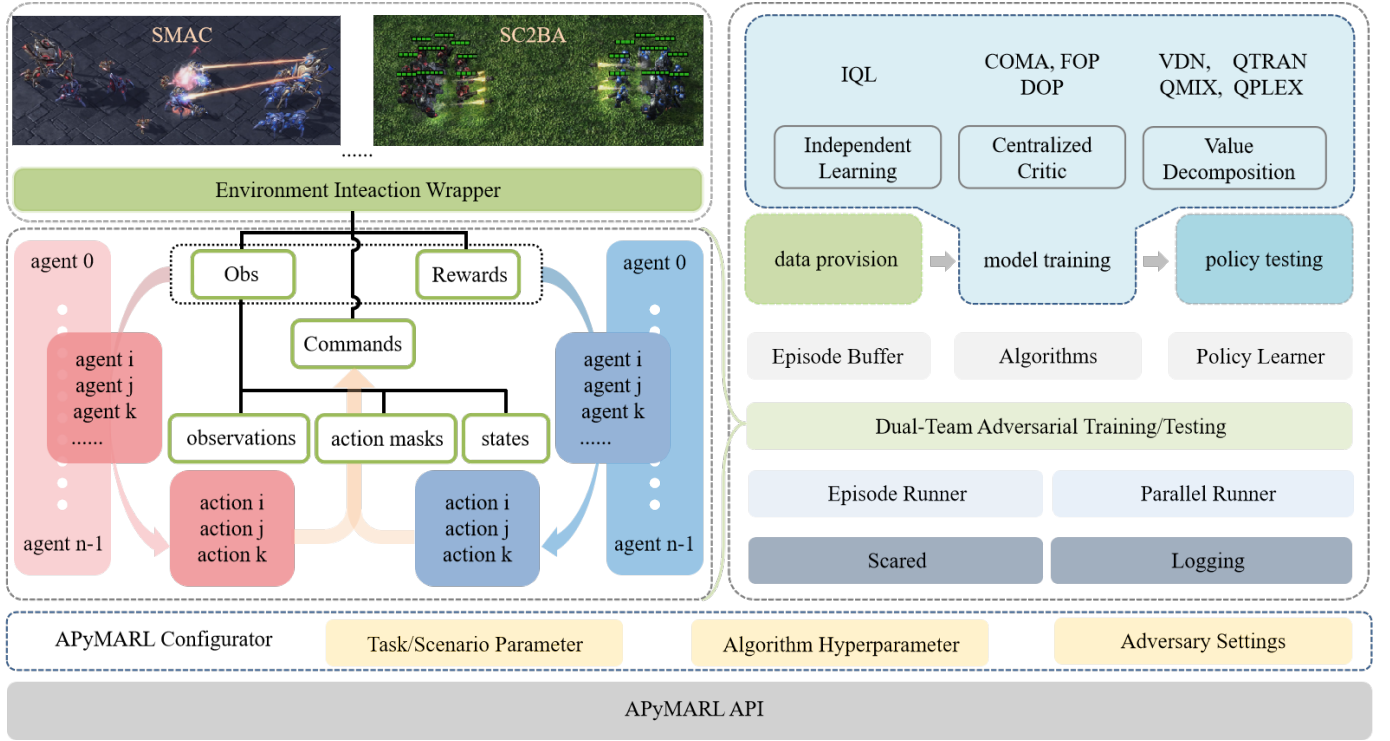 SMAC
SC2BA
......
Environment Inteaction Wrapper
agent 0
Obs
Rewards
agent 0
Commands
agent i
agent j
agent k
......
agent i
agent j
agent k
......
observations
action masks
states
action i
action j
action k
action i
action j
action k
agent n-1
agent n-1
IQL
COMA, FOP
DOP
VDN, QTRAN
QMIX, QPLEX
Independent
Learning
Centralized
Critic
Value
Decomposition
data provision
model training
policy testing
Episode Buffer
Algorithms
Policy Learner
Dual-Team Adversarial Training/Testing
Episode Runner
Parallel Runner
Scared
Logging
APyMARL Configurator
Task/Scenario Parameter
Algorithm Hyperparameter
Adversary Settings
APyMARL API